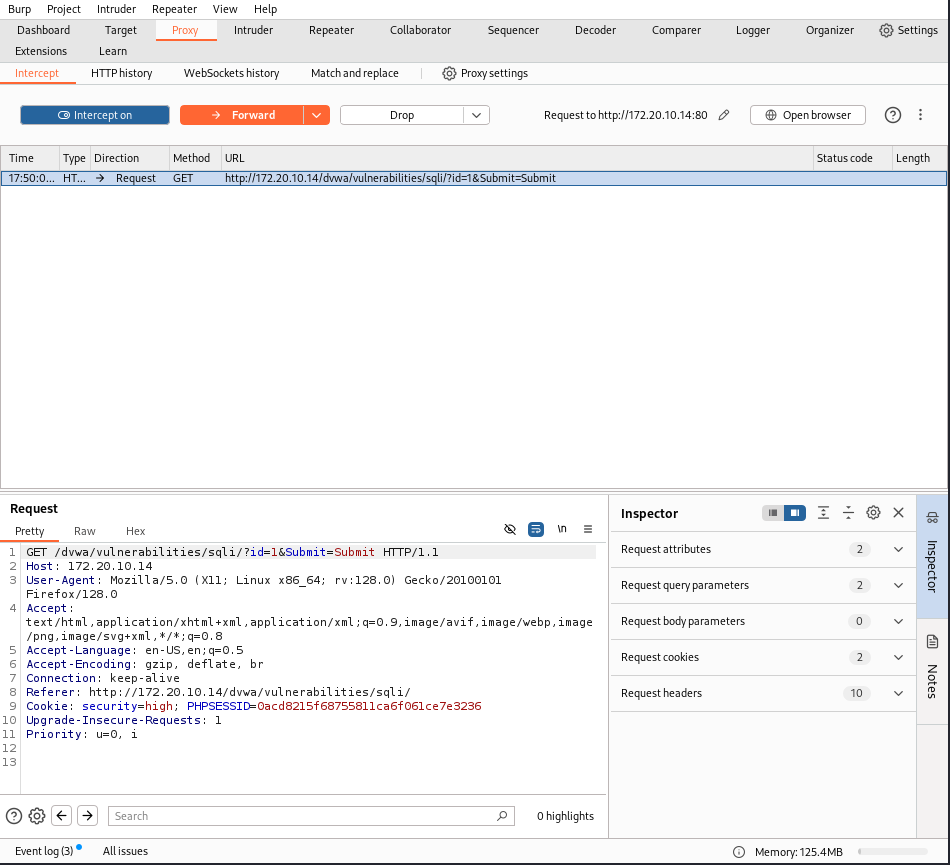 Burp Project Intruder Repeater View Help
Dashboard Target Proxy Intruder Repeater Collaborator Sequencer Decoder Comparer Logger Organizer Settings
Extensions Learn
Intercept HTTP history WebSockets history Match and replace Proxy settings
Intercept on Forward Drop Request to http://172.20.10.14:80 Open browser
Time Type Direction Method URL Status code Length
17:50:0... HT... Request GET http://172.20.10.14/dvwa/vulnerabilities/sqli/?id=1&Submit=Submit
Request
Pretty Raw Hex \n
1 GET /dvwa/vulnerabilities/sqli/?id=1&Submit=Submit HTTP/1.1
2 Host: 172.20.10.14
3 User-Agent: Mozilla/5.0 (X11; Linux x86_64; rv:128.0) Gecko/20100101
Firefox/128.0
4 Accept:
text/html,application/xhtml+xml,application/xml;q=0.9,image/avif,image/webp,image
/png,image/svg+xml,*/*;q=0.8
5 Accept-Language: en-US,en;q=0.5
6 Accept-Encoding: gzip, deflate, br
7 Connection: keep-alive
8 Referer: http://172.20.10.14/dvwa/vulnerabilities/sqli/
9 Cookie: security=high; PHPSESSID=0acd8215f68755811ca6f061ce7e3236
10 Upgrade-Insecure-Requests: 1
11 Priority: u=0, i
12
13
Search 0 highlights
Inspector
Request attributes 2
Request query parameters 2
Request body parameters 0
Request cookies 2
Request headers 10
Inspector
Notes
Event log (3) All issues Memory: 125.4MB